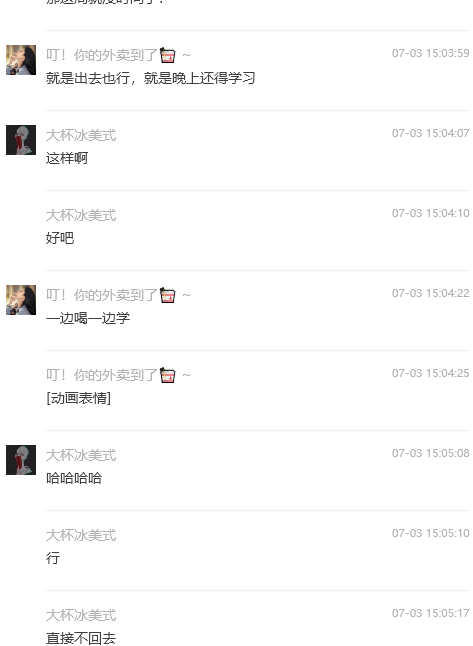 叮！你的外卖到了 ~
07-03 15:03:59
就是出去也行，就是晚上还得学习
大杯冰美式
07-03 15:04:07
这样啊
大杯冰美式
07-03 15:04:10
好吧
叮！你的外卖到了 ~
07-03 15:04:22
一边喝一边学
叮！你的外卖到了 ~
07-03 15:04:25
[动画表情]
大杯冰美式
07-03 15:05:08
哈哈哈哈
大杯冰美式
07-03 15:05:10
行
大杯冰美式
07-03 15:05:17
直接不回去